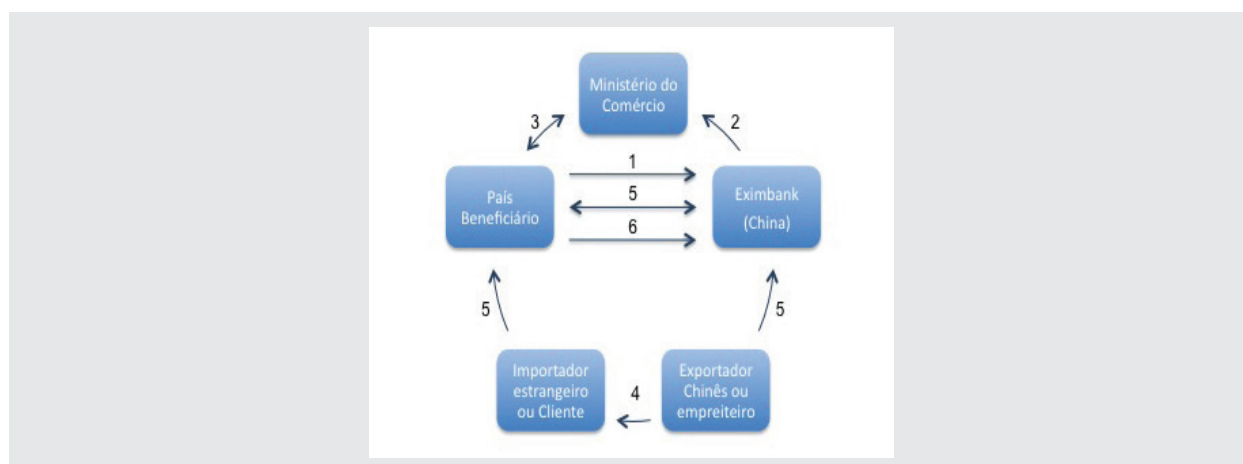 Ministério do
Comércio
3
2
1
País
Beneficiário
5
Eximbank
(China)
6
5
5
Importador
estrangeiro
ou Cliente
4
Exportador
Chinês ou
empreiteiro